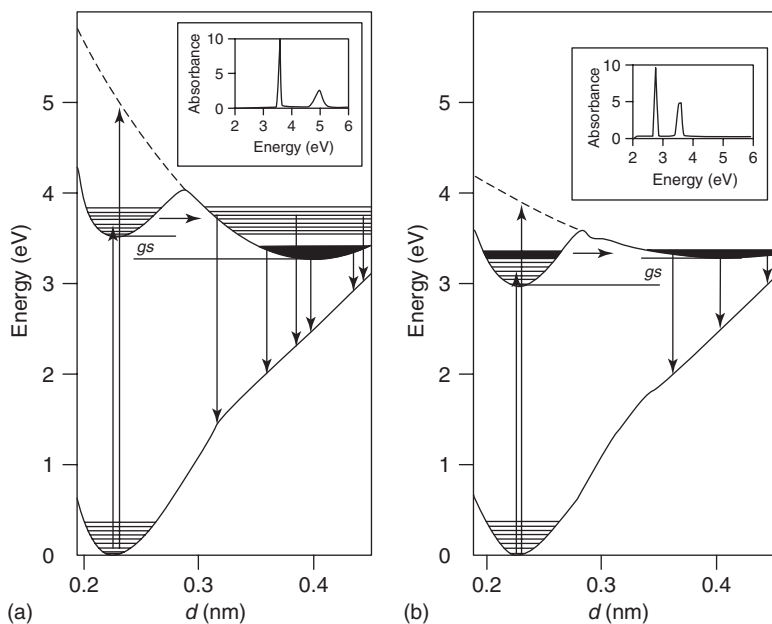 10
5
0
Absorbance
2 3 4 5 6
Energy (eV)
5
4
3
2
1
0
Energy (eV)
gs
0.2 0.3 0.4
d (nm)
(a)
10
5
0
Absorbance
2 3 4 5 6
Energy (eV)
5
4
3
2
1
0
Energy (eV)
gs
0.2 0.3 0.4
d (nm)
(b)